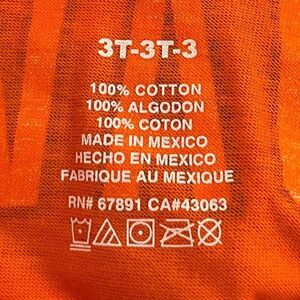 3T-3T-3
100% COTTON
100% ALGODON
100% COTON
MADE IN MEXICO
HECHO EN MEXICO
FABRIQUE AU MEXIQUE
RN# 67891 CA#43063